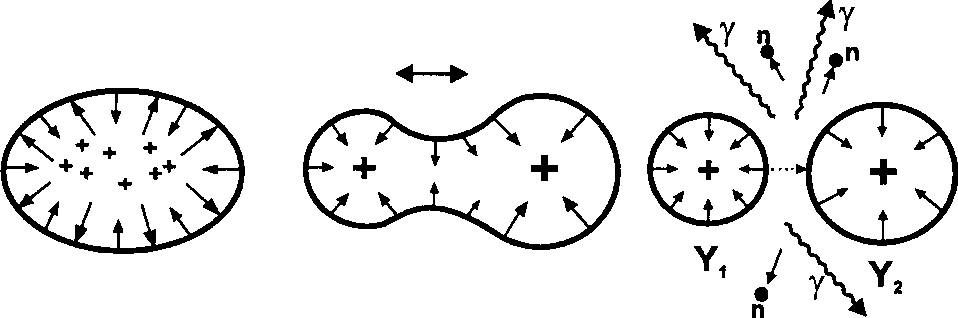 γ γ
n n
+ + + + + + +
+ + + +
Y₁ Y₂
n γ